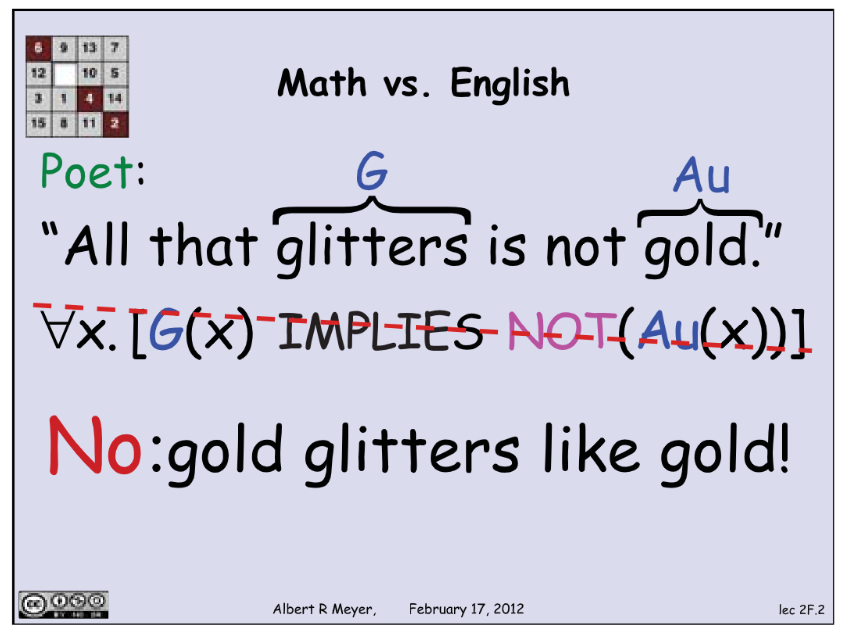 6 9 13 7
12 10 5
3 1 4 14
15 8 11 2
Math vs. English
Poet:
G Au
“All that glitters is not gold.”
∀x. [G(x) IMPLIES NOT(Au(x))]
No:gold glitters like gold!
cc
Albert R Meyer, February 17, 2012
lec 2F.2